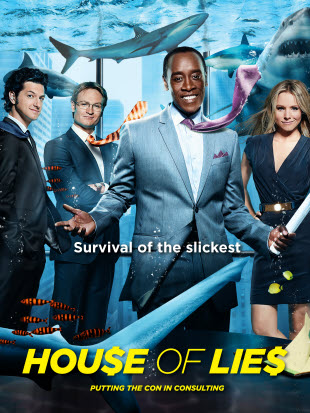 Survival of the slickest
HOU$E OF LIE$
PUTTING THE CON IN CONSULTING